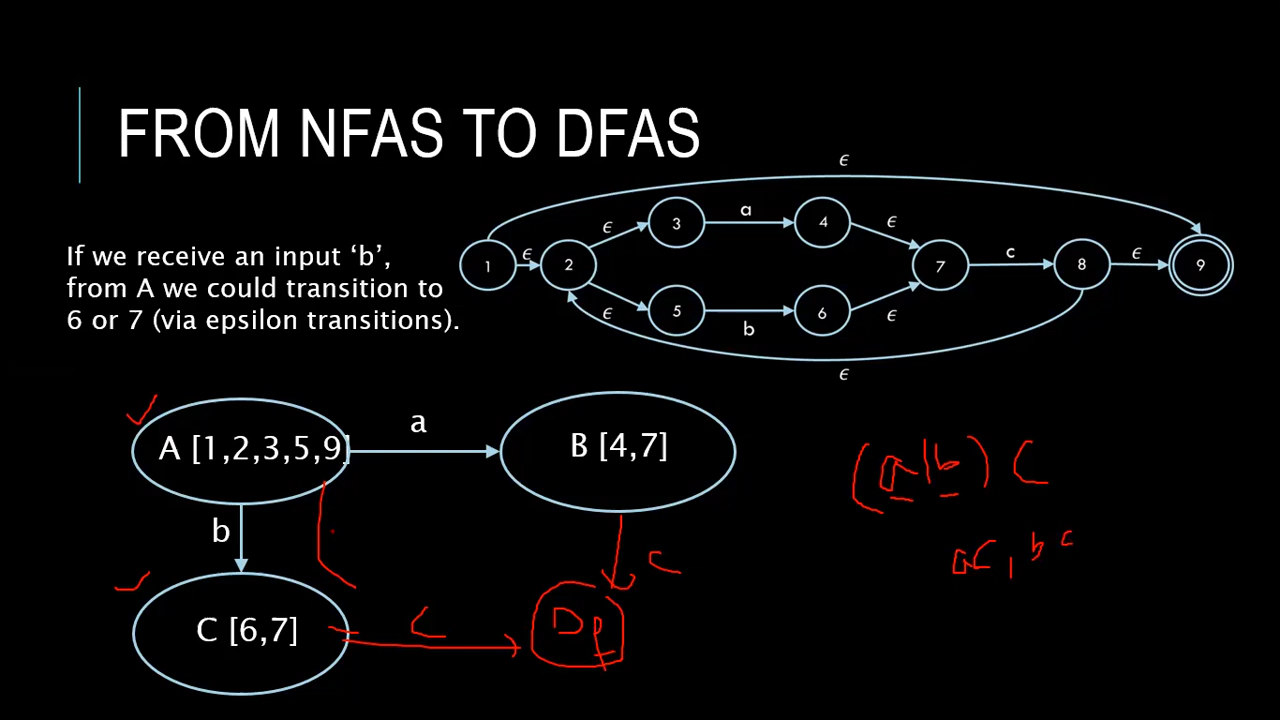 FROM NFAS TO DFAS
If we receive an input ‘b’,
from A we could transition to
6 or 7 (via epsilon transitions).
ϵ
ϵ
3
a
4
ϵ
1
ϵ
2
7
c
8
ϵ
9
ϵ
5
b
6
ϵ
ϵ
A [1,2,3,5,9]
a
B [4,7]
b
C [6,7]
c
c
(a|b) c
ac, bc